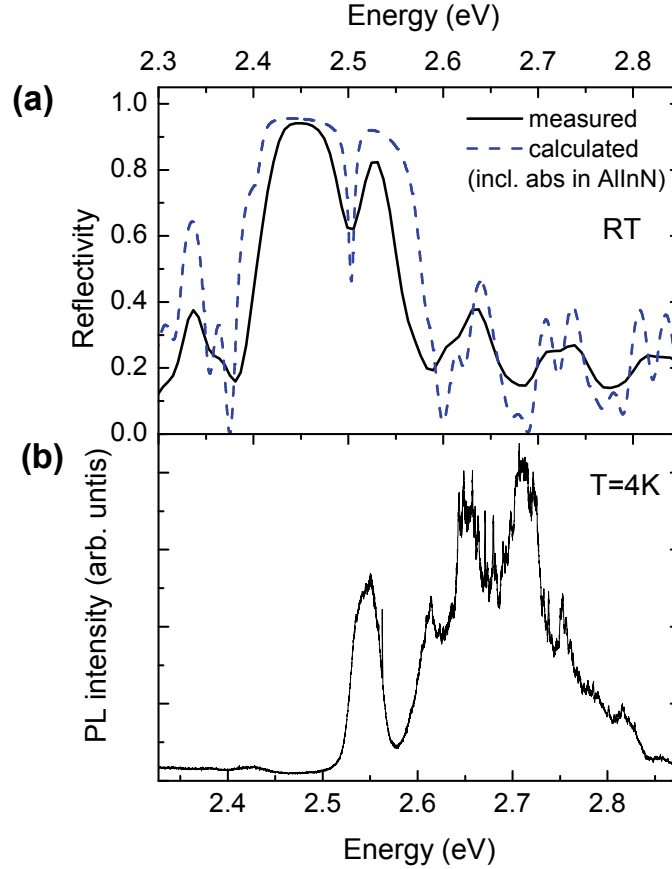 Energy (eV)
2.3 2.4 2.5 2.6 2.7 2.8
(a)
1.0
0.8
0.6
0.4
0.2
0.0
Reflectivity
measured
calculated
(incl. abs in AlInN)
RT
(b)
PL intensity (arb. untis)
T=4K
2.4 2.5 2.6 2.7 2.8
Energy (eV)